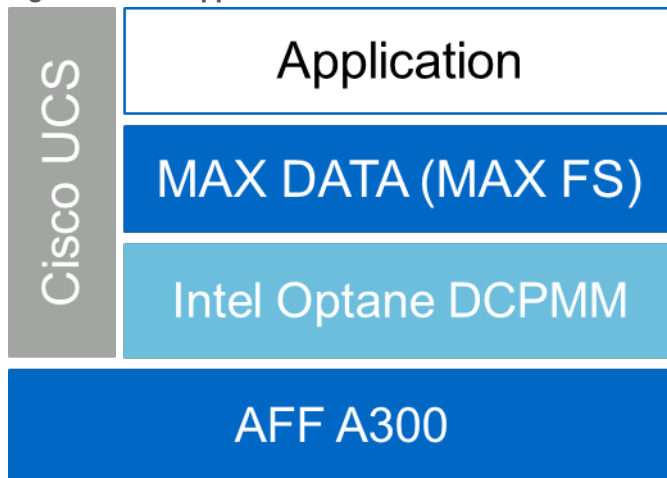 Cisco UCS
Application
MAX DATA (MAX FS)
Intel Optane DCPMM
AFF A300